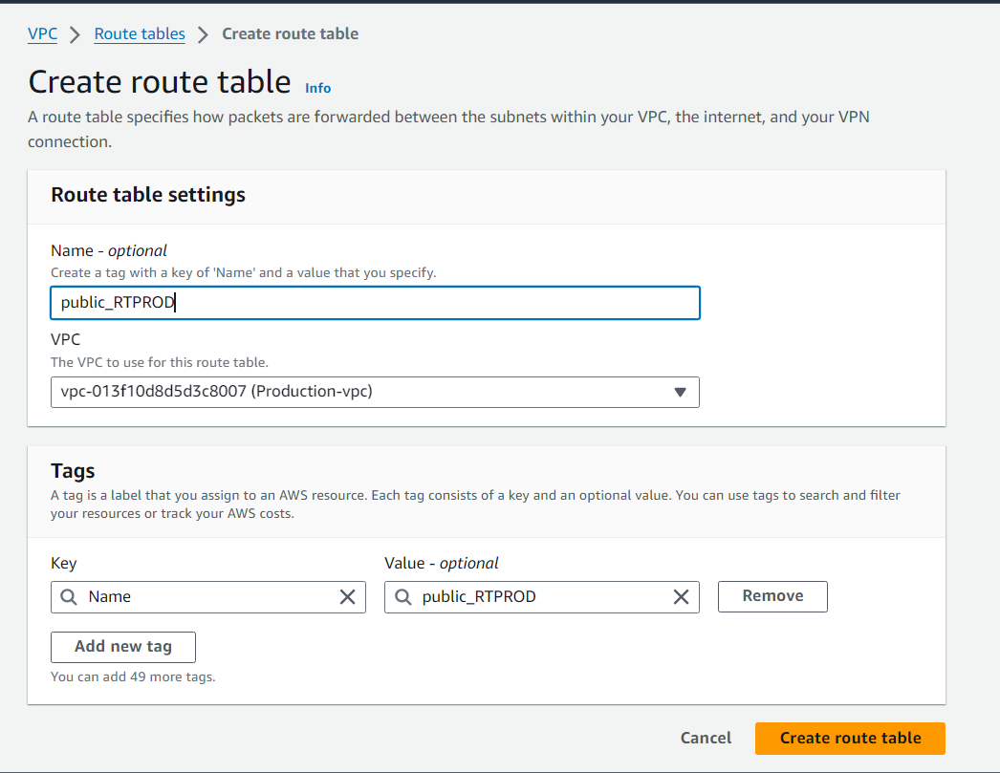 VPC > Route tables > Create route table
Create route table Info
A route table specifies how packets are forwarded between the subnets within your VPC, the internet, and your VPN
connection.
Route table settings
Name - optional
Create a tag with a key of 'Name' and a value that you specify.
public_RTPROD
VPC
The VPC to use for this route table.
vpc-013f10d8d5d3c8007 (Production-vpc)
Tags
A tag is a label that you assign to an AWS resource. Each tag consists of a key and an optional value. You can use tags to search and filter
your resources or track your AWS costs.
Key Value - optional
Name public_RTPROD Remove
Add new tag
You can add 49 more tags.
Cancel Create route table